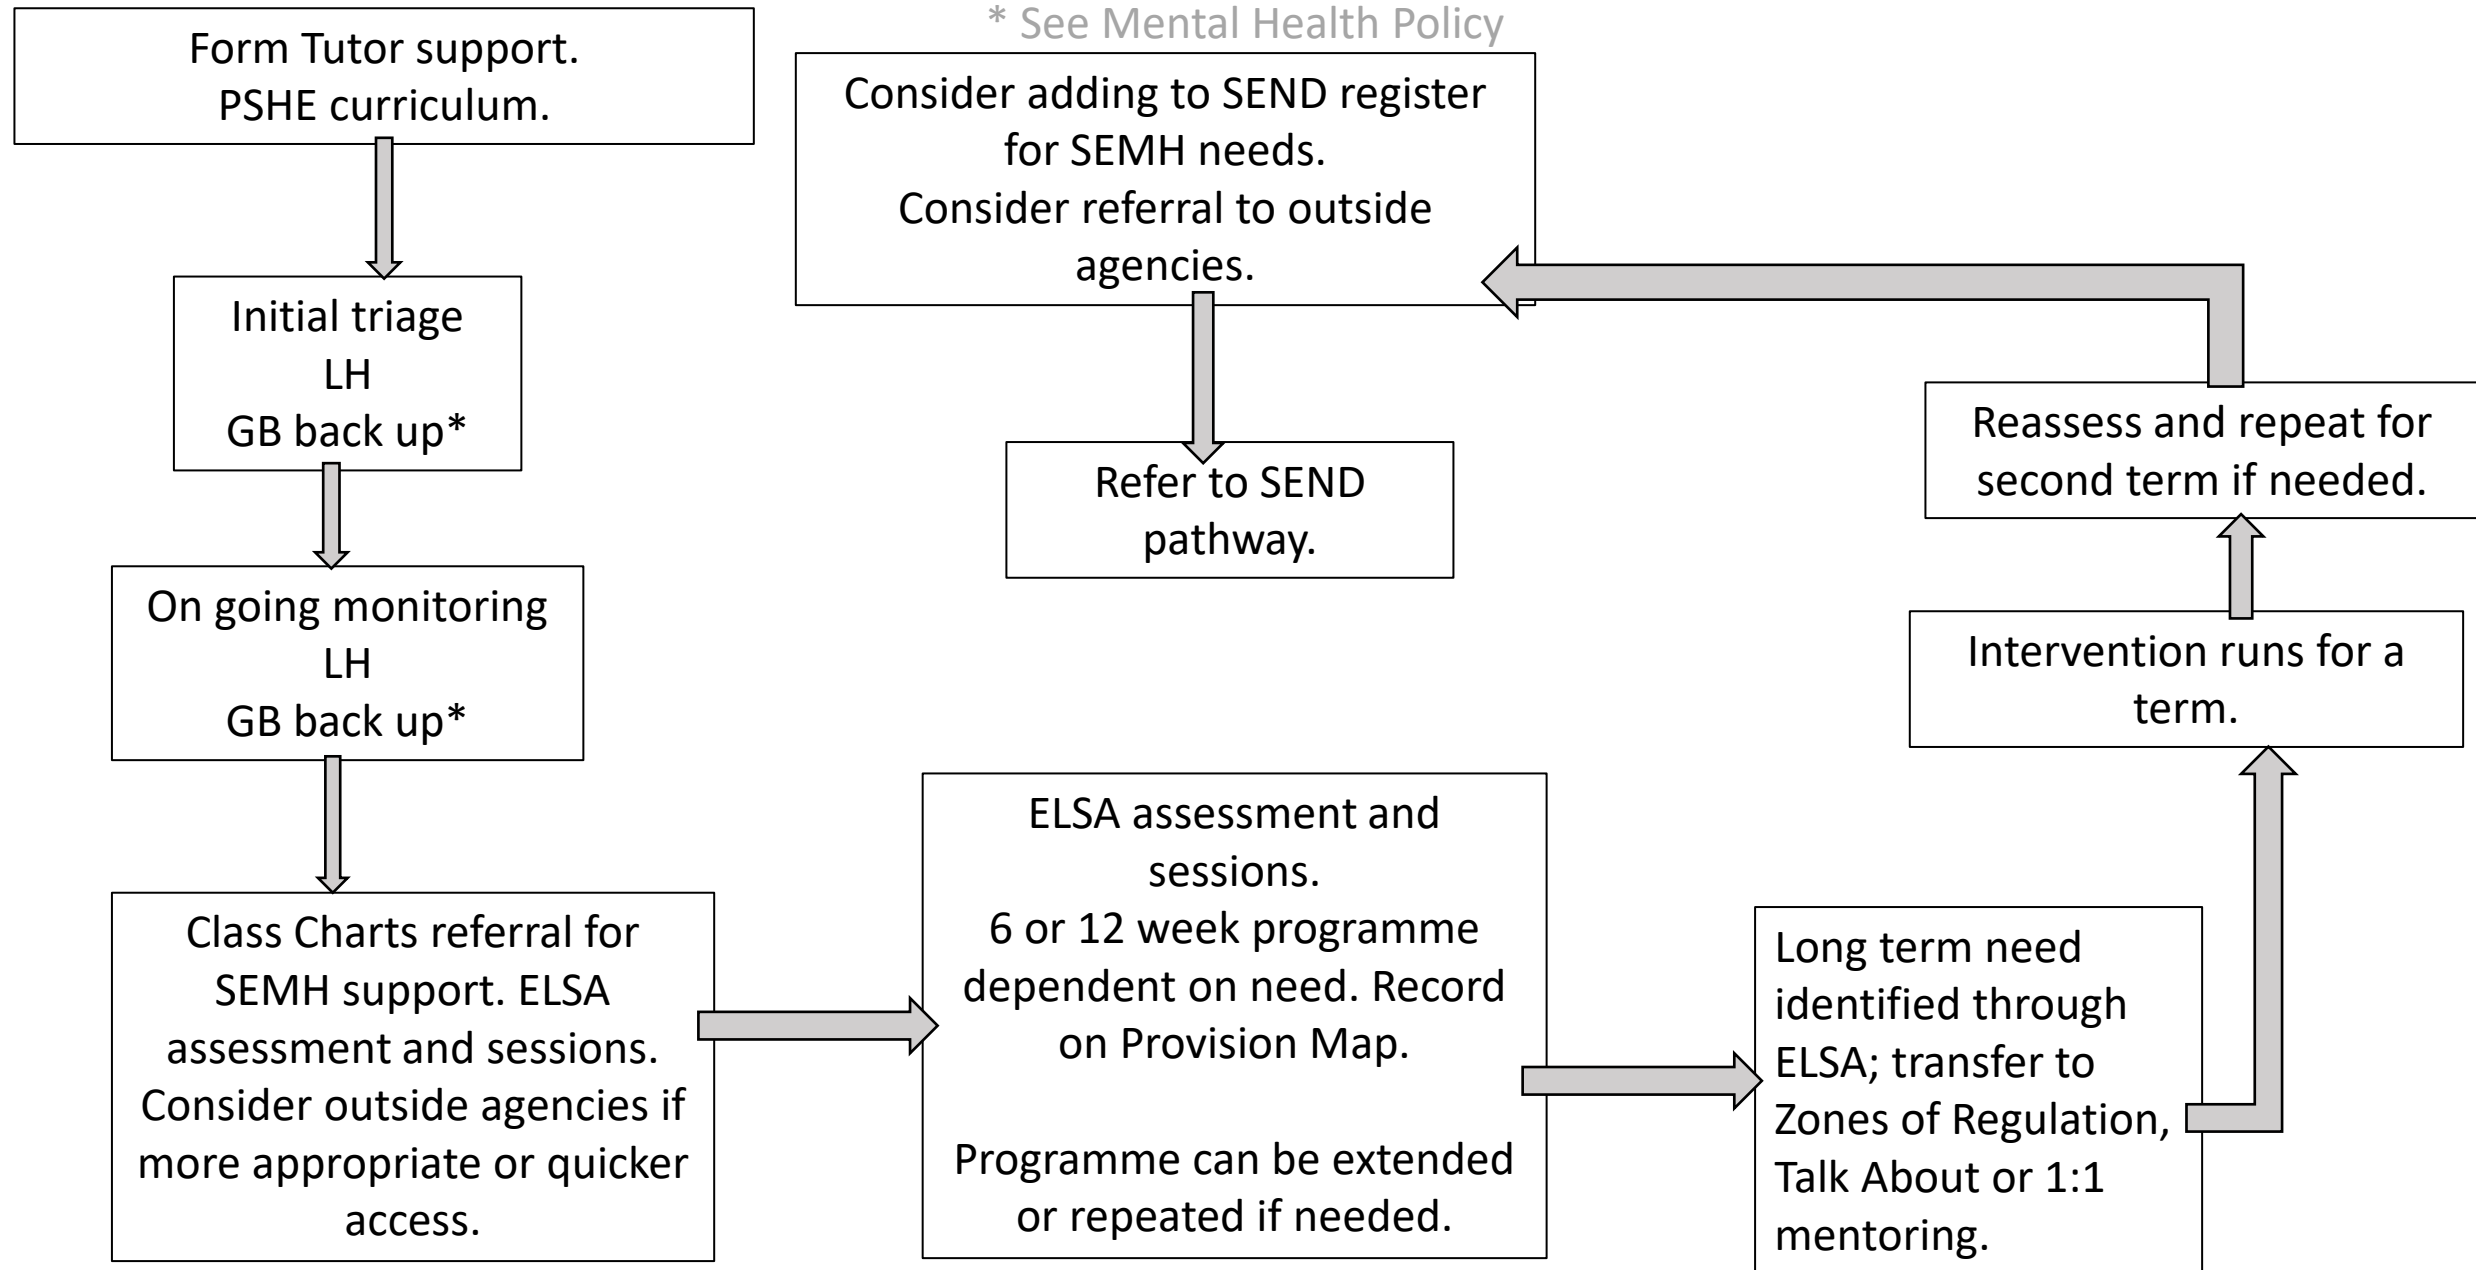 * See Mental Health Policy
Form Tutor support.
PSHE curriculum.
Initial triage
LH
GB back up*
On going monitoring
LH
GB back up*
Class Charts referral for
SEMH support. ELSA
assessment and sessions.
Consider outside agencies if
more appropriate or quicker
access.
ELSA assessment and
sessions.
6 or 12 week programme
dependent on need. Record
on Provision Map.
Programme can be extended
or repeated if needed.
Long term need
identified through
ELSA; transfer to
Zones of Regulation,
Talk About or 1:1
mentoring.
Intervention runs for a
term.
Reassess and repeat for
second term if needed.
Consider adding to SEND register
for SEMH needs.
Consider referral to outside
agencies.
Refer to SEND
pathway.